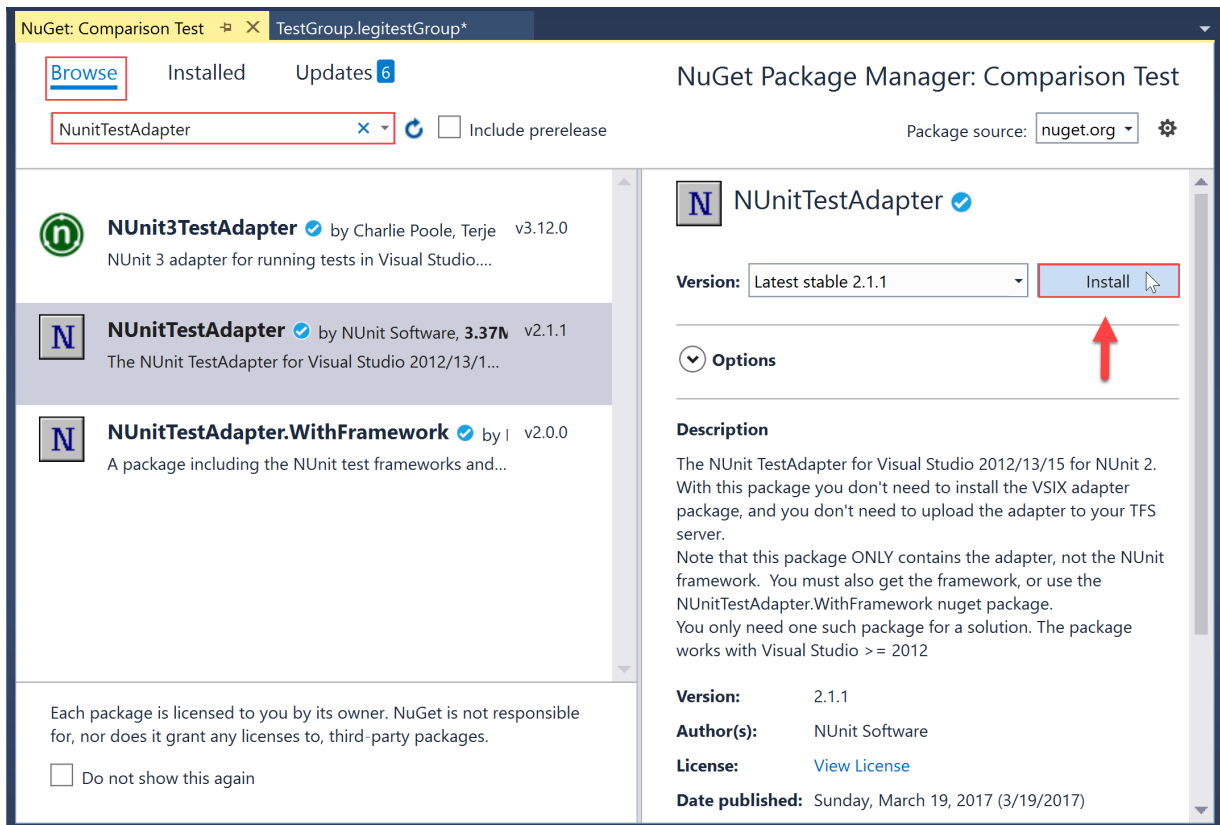 NuGet: Comparison Test
TestGroup.legitestGroup*
Browse
Installed
Updates 6
NuGet Package Manager: Comparison Test
NunitTestAdapter
Include prerelease
Package source: nuget.org
n
NUnit3TestAdapter by Charlie Poole, Terje v3.12.0
NUnit 3 adapter for running tests in Visual Studio....
N
NUnitTestAdapter by NUnit Software, 3.37M v2.1.1
The NUnit TestAdapter for Visual Studio 2012/13/1...
N
NUnitTestAdapter.WithFramework by v2.0.0
A package including the NUnit test frameworks and...
Each package is licensed to you by its owner. NuGet is not responsible
for, nor does it grant any licenses to, third-party packages.
Do not show this again
N
NUnitTestAdapter
Version: Latest stable 2.1.1
Install
Options
Description
The NUnit TestAdapter for Visual Studio 2012/13/15 for NUnit 2.
With this package you don't need to install the VSIX adapter
package, and you don't need to upload the adapter to your TFS
server.
Note that this package ONLY contains the adapter, not the NUnit
framework.  You must also get the framework, or use the
NUnitTestAdapter.WithFramework nuget package.
You only need one such package for a solution. The package
works with Visual Studio >= 2012
Version: 2.1.1
Author(s): NUnit Software
License: View License
Date published: Sunday, March 19, 2017 (3/19/2017)